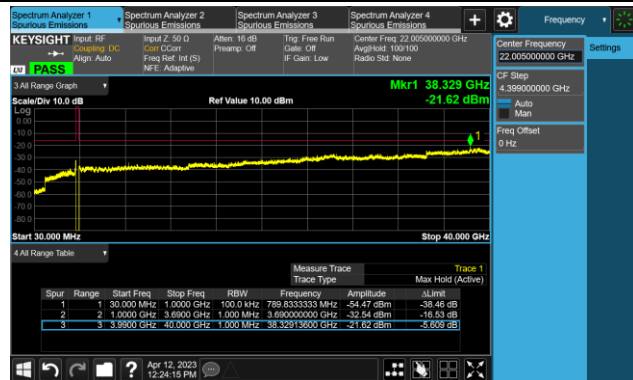 Spectrum Analyzer 1
Spurious Emissions
Spectrum Analyzer 2
Spurious Emissions
Spectrum Analyzer 3
Spurious Emissions
Spectrum Analyzer 4
Spurious Emissions
+
Frequency
KEYSIGHT
Input: RF
Coupling: DC
Align: Auto
Input Z: 50 Ω
Corr CCorr
Freq Ref: Int (S)
NFE: Adaptive
Atten: 16 dB
Preamp: Off
Trig: Free Run
Gate: Off
IF Gain: Low
Center Freq: 22.005000000 GHz
Avg|Hold: 100/100
Radio Std: None
LXI
PASS
Center Frequency
22.005000000 GHz
Settings
CF Step
4.399000000 GHz
Auto
Man
Freq Offset
0 Hz
3 All Range Graph
Mkr1 38.329 GHz
Scale/Div 10.0 dB
Ref Value 10.00 dBm
-21.62 dBm
Log
0.00
-10.0
-20.0
-30.0
-40.0
-50.0
-60.0
-70.0
-80.0
1
Start 30.000 MHz
Stop 40.000 GHz
4 All Range Table
Measure Trace
Trace 1
Trace Type
Max Hold (Active)
Spur Range Start Freq Stop Freq RBW Frequency Amplitude ΔLimit
1 1 30.000 MHz 1.0000 GHz 100.0 kHz 789.8333333 MHz -54.47 dBm -38.46 dB
2 2 1.0000 GHz 3.6900 GHz 1.000 MHz 3.690000000 GHz -32.54 dBm -16.53 dB
3 3 3.9900 GHz 40.000 GHz 1.000 MHz 38.32913600 GHz -21.62 dBm -5.609 dB
?
Apr 12, 2023
12:24:15 PM